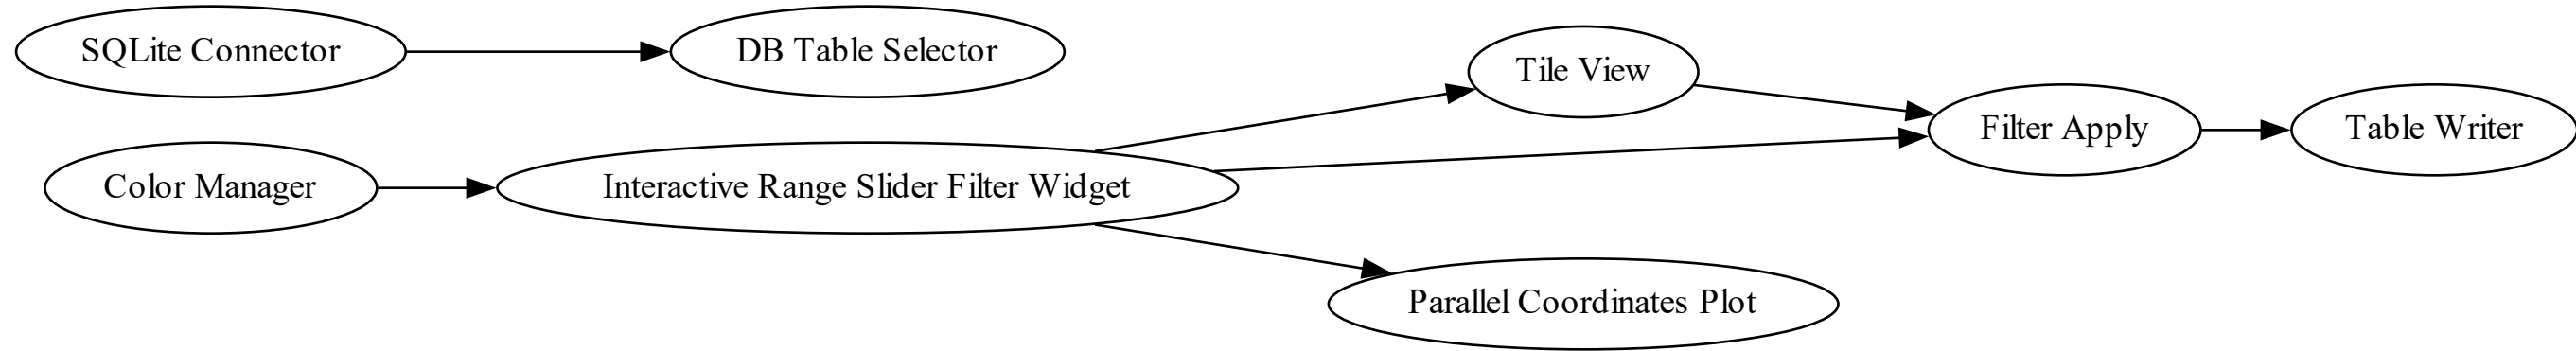 SQLite Connector
DB Table Selector
Tile View
Filter Apply
Table Writer
Color Manager
Interactive Range Slider Filter Widget
Parallel Coordinates Plot